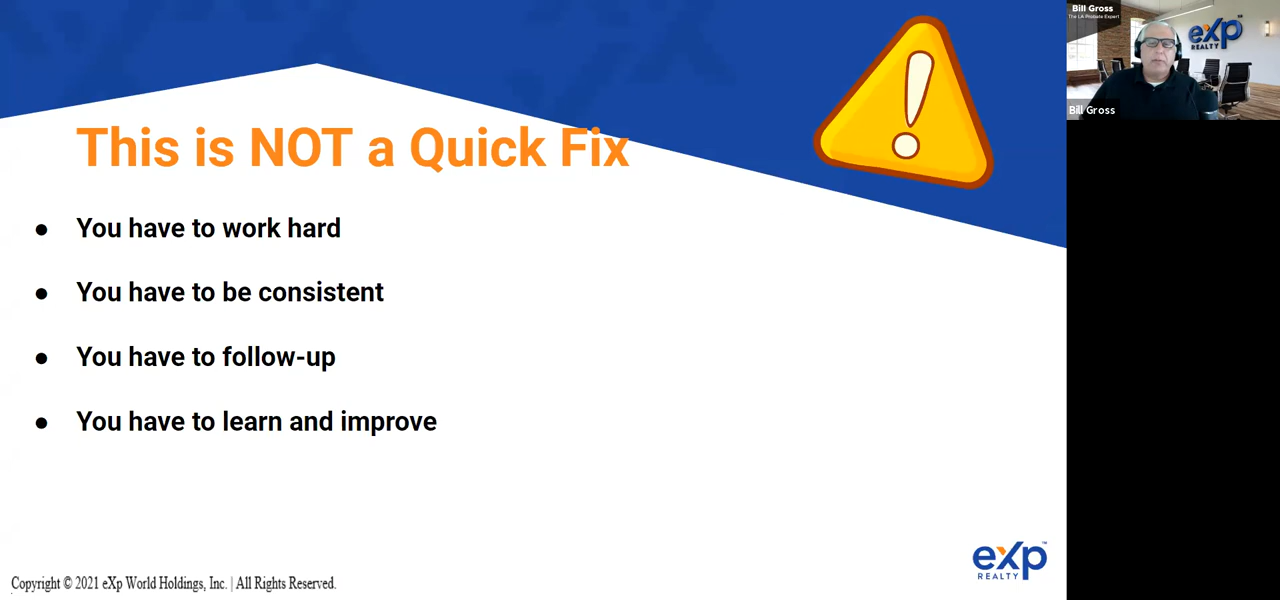 This is NOT a Quick Fix
● You have to work hard
● You have to be consistent
● You have to follow-up
● You have to learn and improve
eXp
REALTY
Copyright © 2021 eXp World Holdings, Inc. | All Rights Reserved.
Bill Gross
The LA Probate Expert
eXp
REALTY
Bill Gross